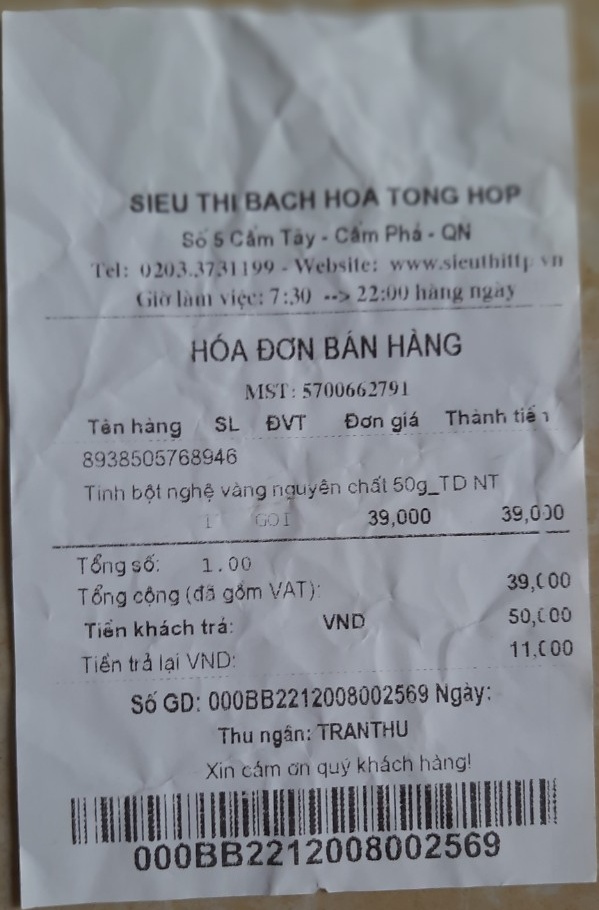 SIEU THI BACH HOA TONG HOP
Số 5 Cẩm Tây - Cẩm Phả - QN
Tel: 0203.3731199 - Website: www.sieuthittp.vn
Giờ làm việc: 7:30 --> 22:00 hàng ngày
HÓA ĐƠN BÁN HÀNG
MST: 5700662791
Tên hàng SL ĐVT Đơn giá Thành tiền
8938505768946
Tinh bột nghệ vàng nguyên chất 50g_TD NT
1 GOI 39,000 39,000
Tổng số: 1.00
Tổng cộng (đã gồm VAT): 39,000
Tiền khách trả: VND 50,000
Tiền trả lại VND: 11,000
Số GD: 000BB2212008002569 Ngày:
Thu ngân: TRANTHU
Xin cám ơn quý khách hàng!
000BB2212008002569